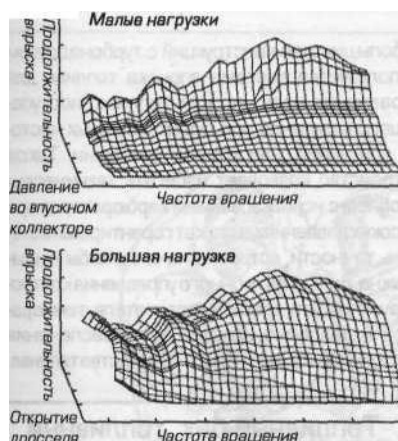 Малые нагрузки
Продолжительность
впрыска
Давление
во впускном
коллекторе
Частота вращения
Большая нагрузка
Продолжительность
впрыска
Открытие
дросселя
Частота вращения